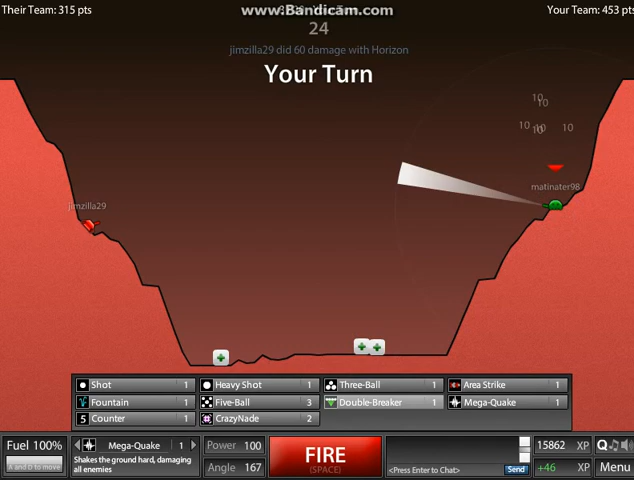 Their Team: 315 pts
www.Bandicam.com
Your Team: 453 pts
24
jimzilla29 did 60 damage with Horizon
Your Turn
10
10
10
10
10
10
matinater98
jimzilla29
Shot 1
Heavy Shot 1
Three-Ball 1
Area Strike 1
Fountain 1
Five-Ball 3
Double-Breaker 1
Mega-Quake 1
5 Counter 1
CrazyNade 2
Fuel 100%
A and D to move
Mega-Quake 1
Shakes the ground hard, damaging
all enemies
Power 100
Angle 167
FIRE
(SPACE)
<Press Enter to Chat>
Send
15862 XP
+46 XP
Q
Menu